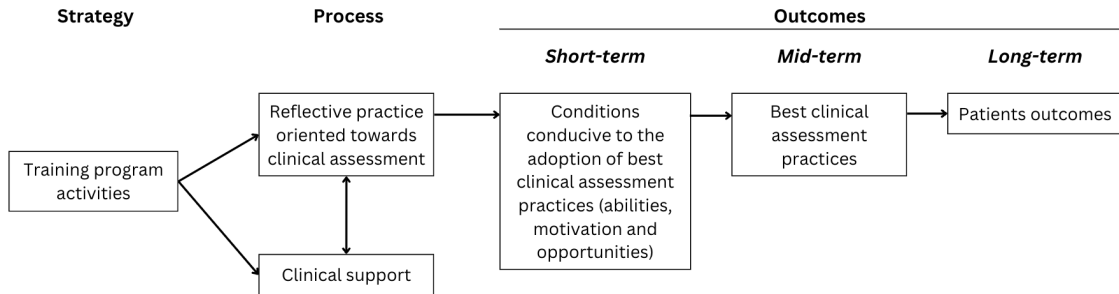 Strategy
Process
Outcomes
Short-term
Mid-term
Long-term
Training program
activities
Reflective practice
oriented towards
clinical assessment
Clinical support
Conditions
conducive to the
adoption of best
clinical assessment
practices (abilities,
motivation and
opportunities)
Best clinical
assessment
practices
Patients outcomes